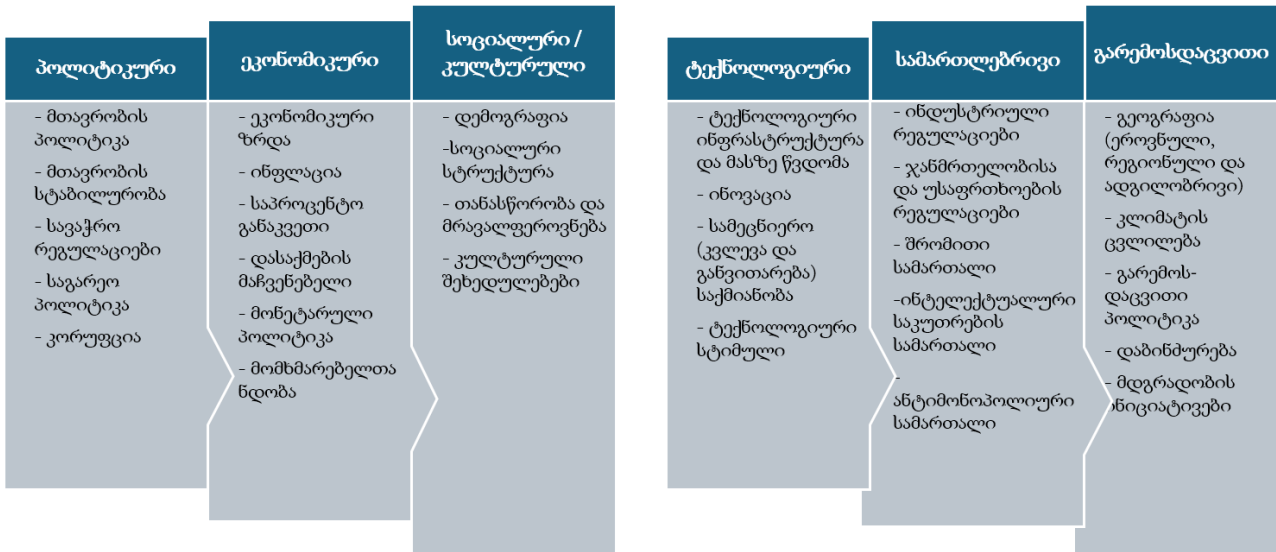 პოლიტიკური
- მთავრობის
პოლიტიკა
- მთავრობის
სტაბილურობა
- სავაჭრო
რეგულაციები
- საგარეო
პოლიტიკა
- კორუფცია
ეკონომიკური
- ეკონომიკური
ზრდა
- ინფლაცია
- საპროცენტო
განაკვეთი
- დასაქმების
მაჩვენებელი
- მონეტარული
პოლიტიკა
- მომხმარებელთა
ნდობა
სოციალური /
კულტურული
- დემოგრაფია
-სოციალური
სტრუქტურა
- თანასწორობა და
მრავალფეროვნება
- კულტურული
შეხედულებები
ტექნოლოგიური
- ტექნოლოგიური
ინფრასტრუქტურა
და მასზე წვდომა
- ინოვაცია
- სამეცნიერო
(კვლევა და
განვითარება)
საქმიანობა
- ტექნოლოგიური
სტიმული
სამართლებრივი
- ინდუსტრიული
რეგულაციები
- ჯანმრთელობისა
და უსაფრთხოების
რეგულაციები
- შრომითი
სამართალი
-ინტელექტუალური
საკუთრების
სამართალი
-
ანტიმონოპოლიური
სამართალი
გარემოსდაცვითი
- გეოგრაფია
(ეროვნული,
რეგიონული და
ადგილობრივი)
- კლიმატის
ცვლილება
- გარემოს-
დაცვითი
პოლიტიკა
- დაბინძურება
- მდგრადობის
ინიციატივები